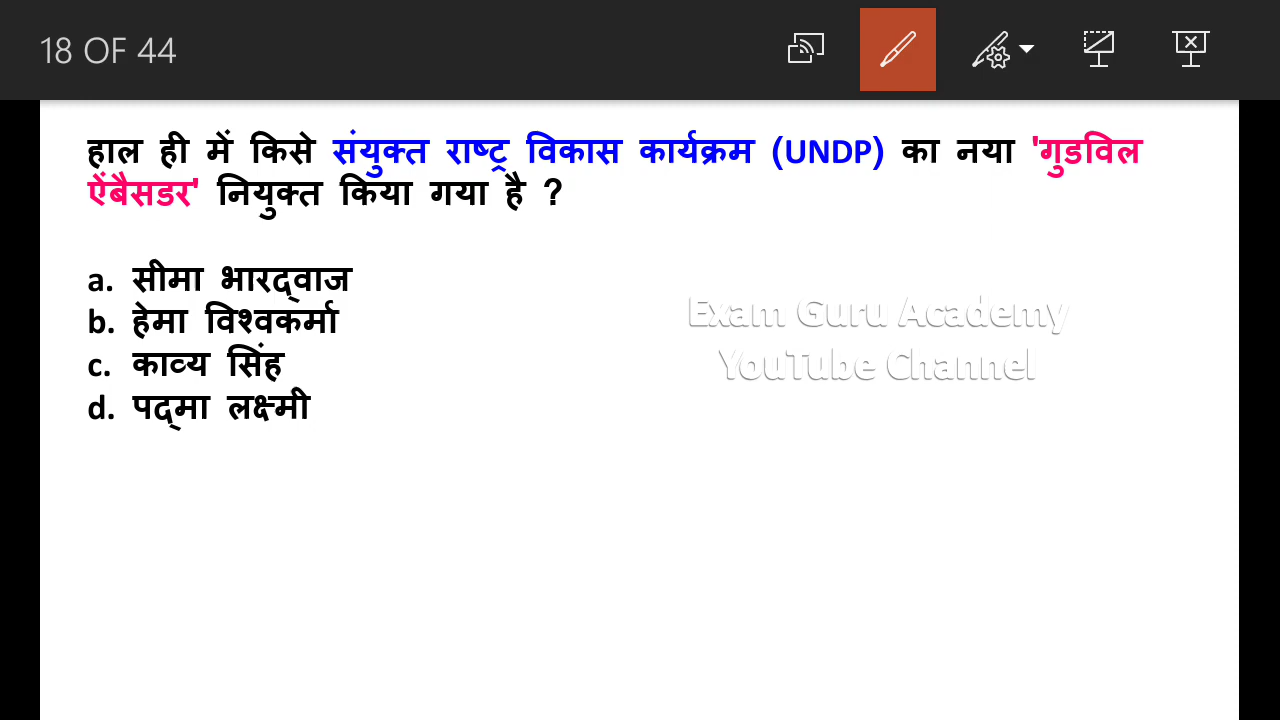 18 OF 44
हाल ही में किसे संयुक्त राष्ट्र विकास कार्यक्रम (UNDP) का नया 'गुडविल
ऐंबैसडर' नियुक्त किया गया है ?
a. सीमा भारद्वाज
b. हेमा विश्वकर्मा
c. काव्य सिंह
d. पद्मा लक्ष्मी
Exam Guru Academy
YouTube Channel